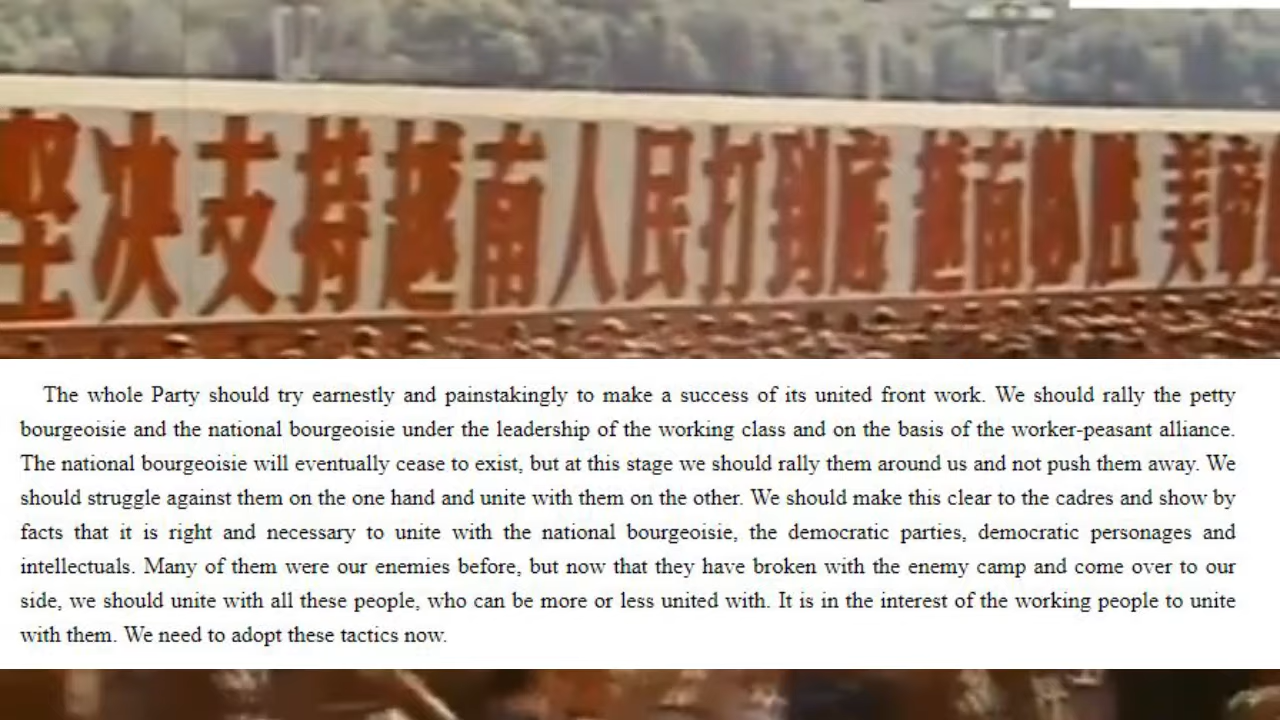 坚决支持越南人民打到底 越南必胜 美帝
The whole Party should try earnestly and painstakingly to make a success of its united front work. We should rally the petty
bourgeoisie and the national bourgeoisie under the leadership of the working class and on the basis of the worker-peasant alliance.
The national bourgeoisie will eventually cease to exist, but at this stage we should rally them around us and not push them away. We
should struggle against them on the one hand and unite with them on the other. We should make this clear to the cadres and show by
facts that it is right and necessary to unite with the national bourgeoisie, the democratic parties, democratic personages and
intellectuals. Many of them were our enemies before, but now that they have broken with the enemy camp and come over to our
side, we should unite with all these people, who can be more or less united with. It is in the interest of the working people to unite
with them. We need to adopt these tactics now.